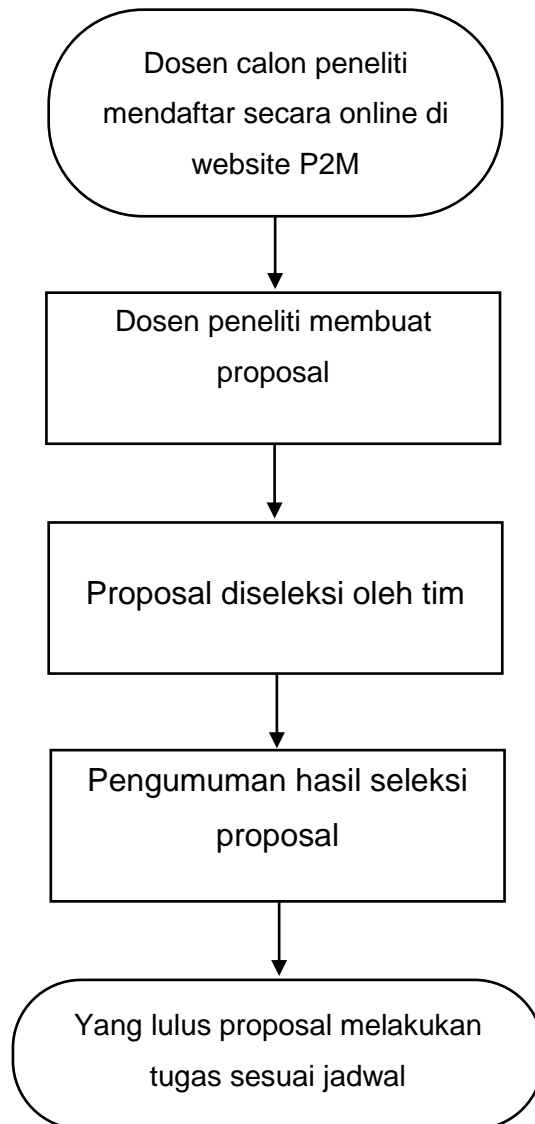 Dosen calon peneliti
mendaftar secara online di
website P2M
Dosen peneliti membuat
proposal
Proposal diseleksi oleh tim
Pengumuman hasil seleksi
proposal
Yang lulus proposal melakukan
tugas sesuai jadwal